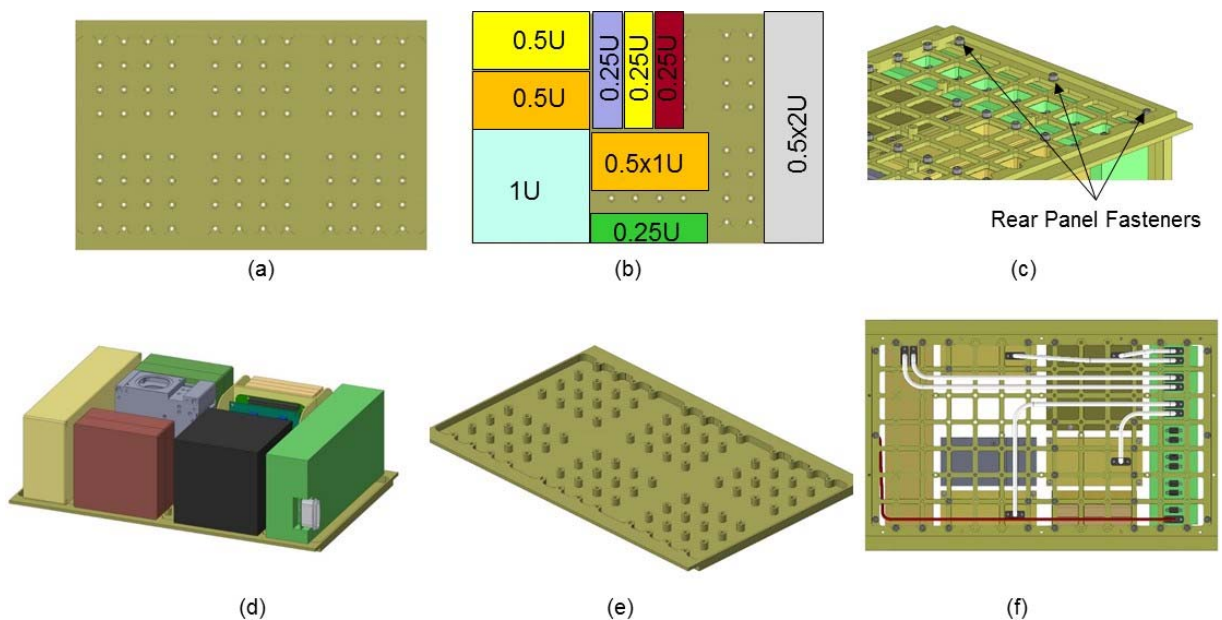 0.5U
0.25U
0.25U
0.25U
0.5U
0.5x2U
0.5x1U
1U
0.25U
Rear Panel Fasteners
(a)
(b)
(c)
(d)
(e)
(f)